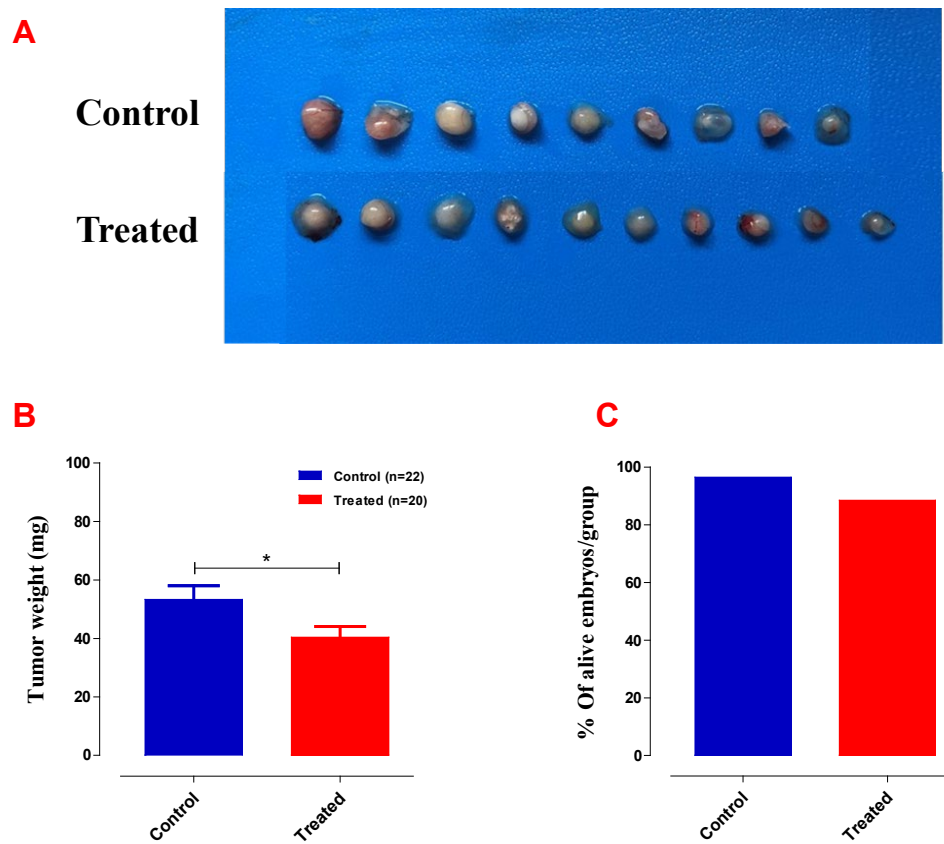 A
Control
Treated
B
100
80
60
40
20
0
Tumor weight (mg)
Control (n=22)
Treated (n=20)
*
Control
Treated
C
100
80
60
40
20
0
% Of alive embryos/group
Control
Treated